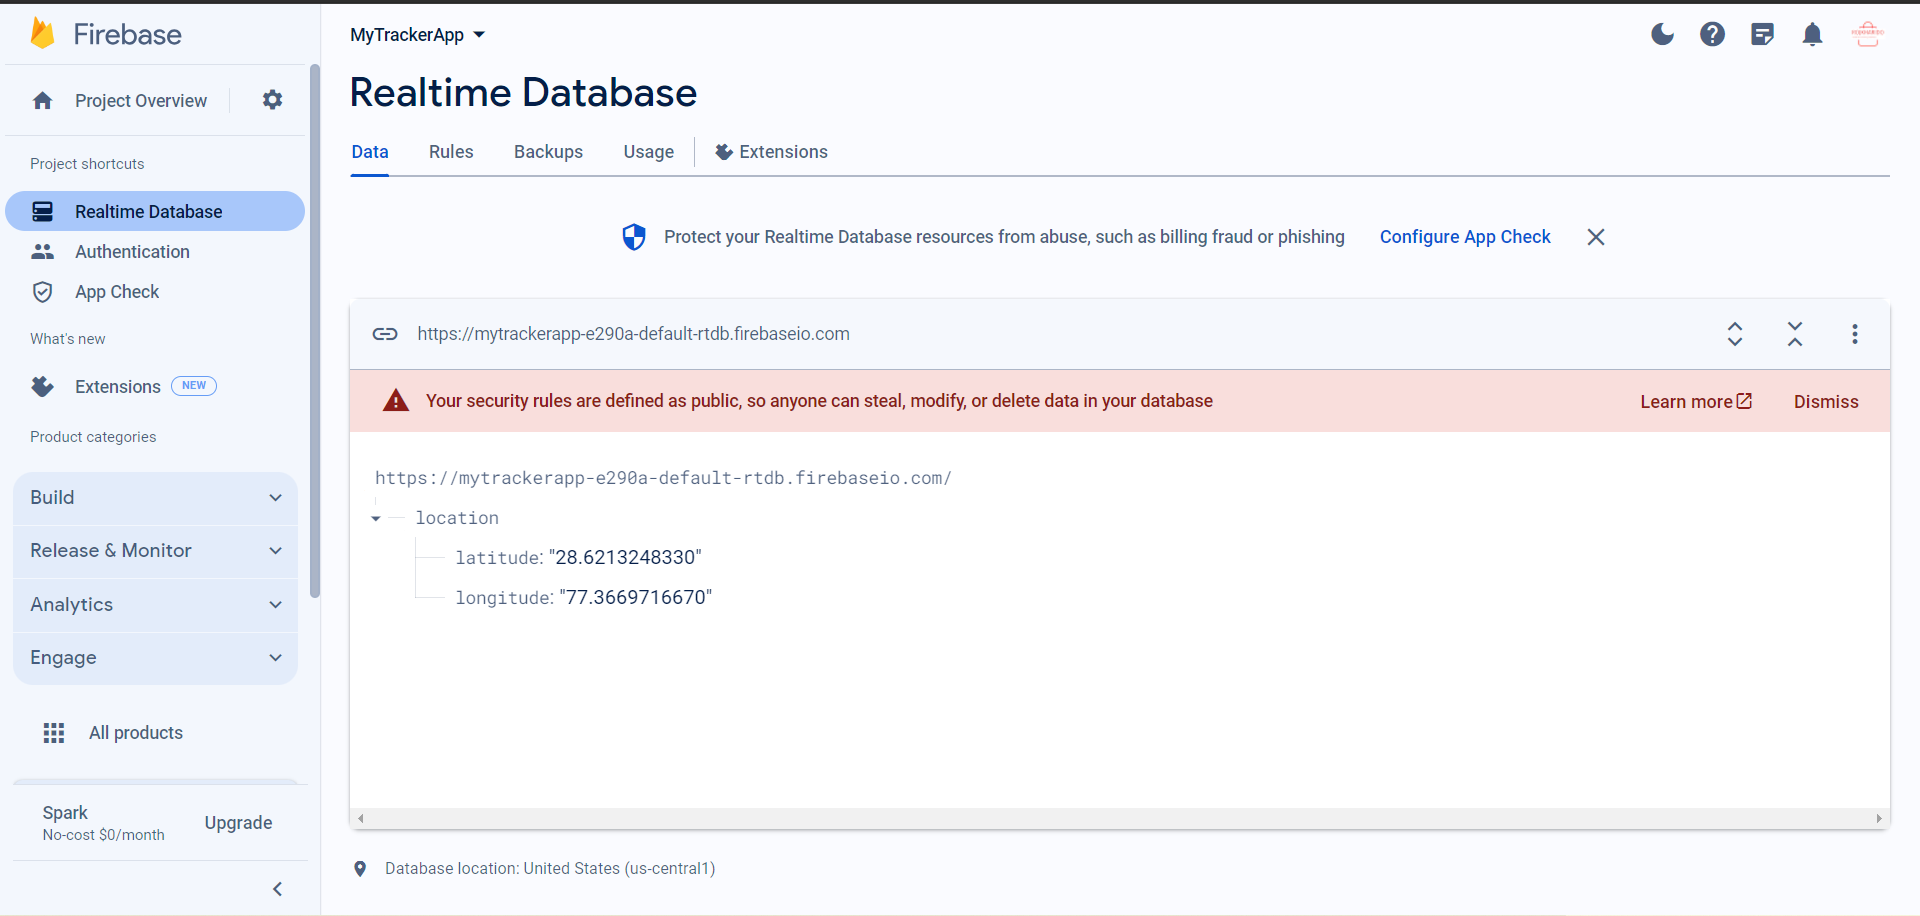 Firebase
Project Overview
Project shortcuts
Realtime Database
Authentication
App Check
What's new
Extensions NEW
Product categories
Build
Release & Monitor
Analytics
Engage
All products
Spark
No-cost $0/month
Upgrade
MyTrackerApp
Realtime Database
Data Rules Backups Usage Extensions
Protect your Realtime Database resources from abuse, such as billing fraud or phishing Configure App Check
https://mytrackerapp-e290a-default-rtdb.firebaseio.com
Your security rules are defined as public, so anyone can steal, modify, or delete data in your database Learn more Dismiss
https://mytrackerapp-e290a-default-rtdb.firebaseio.com/
location
latitude: "28.6213248330"
longitude: "77.3669716670"
Database location: United States (us-central1)